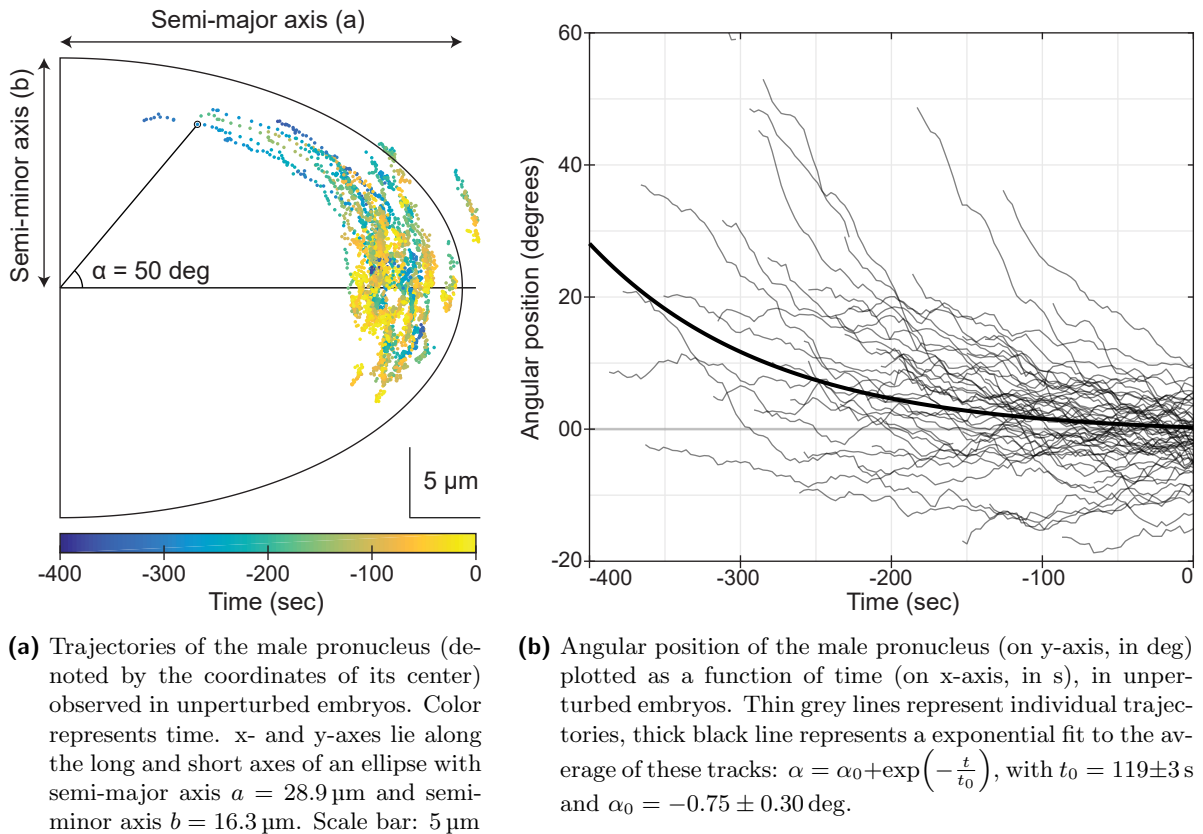 Semi-major axis (a)
Semi-minor axis (b)
α = 50 deg
5 µm
-400 -300 -200 -100 0
Time (sec)
60
40
20
00
-20
Angular position (degrees)
-400 -300 -200 -100 0
Time (sec)
(a) Trajectories of the male pronucleus (de-
noted by the coordinates of its center)
observed in unperturbed embryos. Color
represents time. x- and y-axes lie along
the long and short axes of an ellipse with
semi-major axis a = 28.9 µm and semi-
minor axis b = 16.3 µm. Scale bar: 5 µm
(b) Angular position of the male pronucleus (on y-axis, in deg)
plotted as a function of time (on x-axis, in s), in unper-
turbed embryos. Thin grey lines represent individual trajec-
tories, thick black line represents a exponential fit to the av-
erage of these tracks: α = α₀+exp(−t/t₀), with t₀ = 119±3 s
and α₀ = −0.75 ± 0.30 deg.